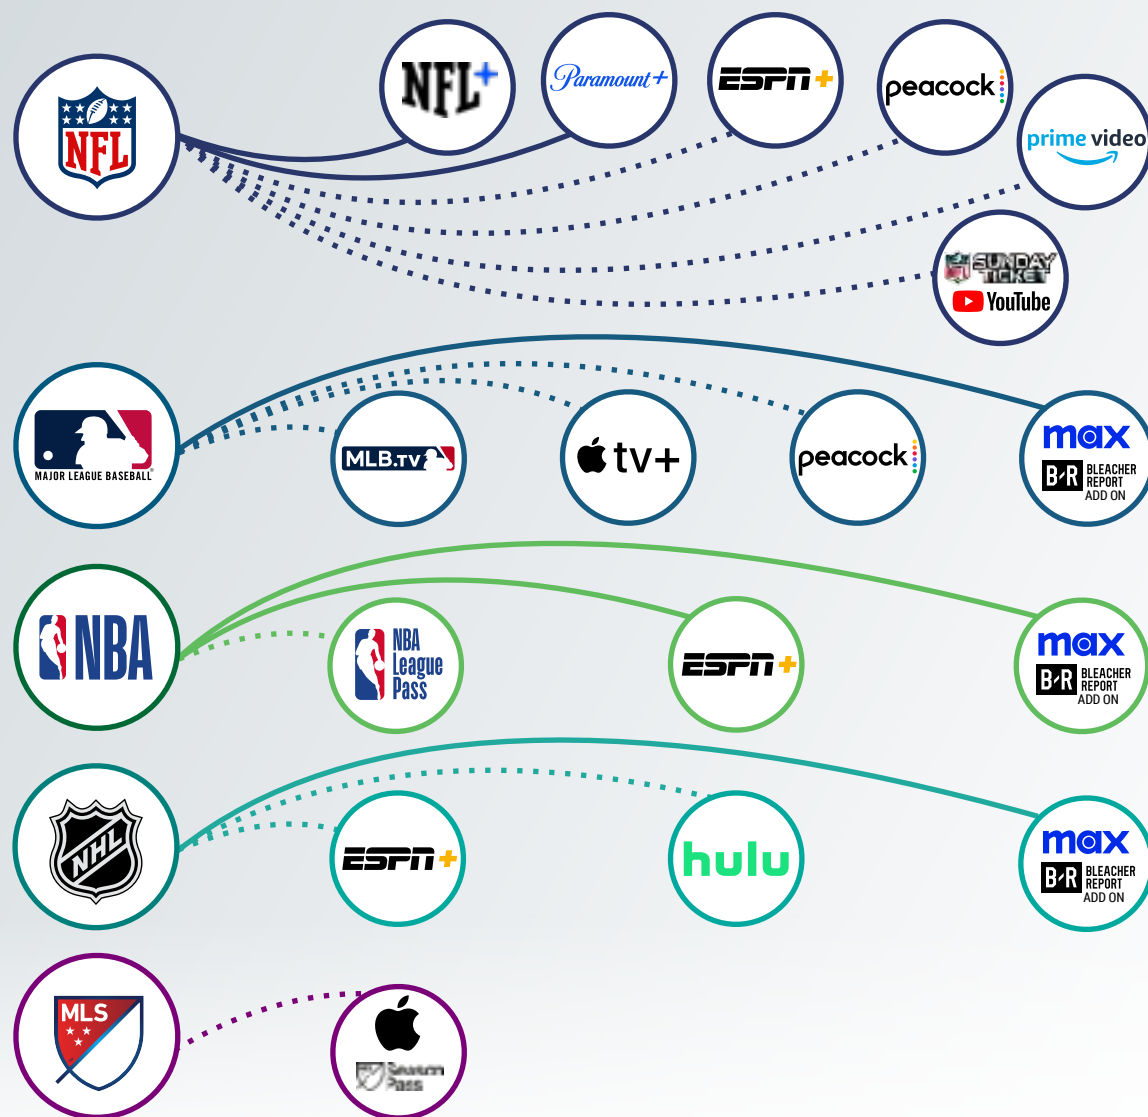 NFL
NFL+
Paramount+
ESPN+
peacock
prime video
SUNDAY
TICKET
YouTube
MAJOR LEAGUE BASEBALL
MLB.TV
tv+
peacock
max
B/R BLEACHER
REPORT
ADD ON
NBA
NBA
League
Pass
ESPN+
max
B/R BLEACHER
REPORT
ADD ON
NHL
ESPN+
hulu
max
B/R BLEACHER
REPORT
ADD ON
MLS
Season
Pass